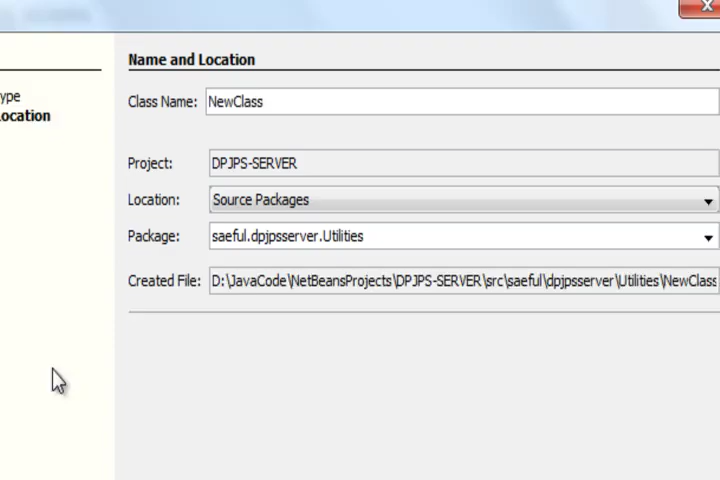 Name and Location
ype
ocation
Class Name: NewClass
Project: DPJPS-SERVER
Location: Source Packages
Package: saeful.dpjpsserver.Utilities
Created File: D:\JavaCode\NetBeansProjects\DPJPS-SERVER\src\saeful\dpjpsserver\Utilities\NewClass